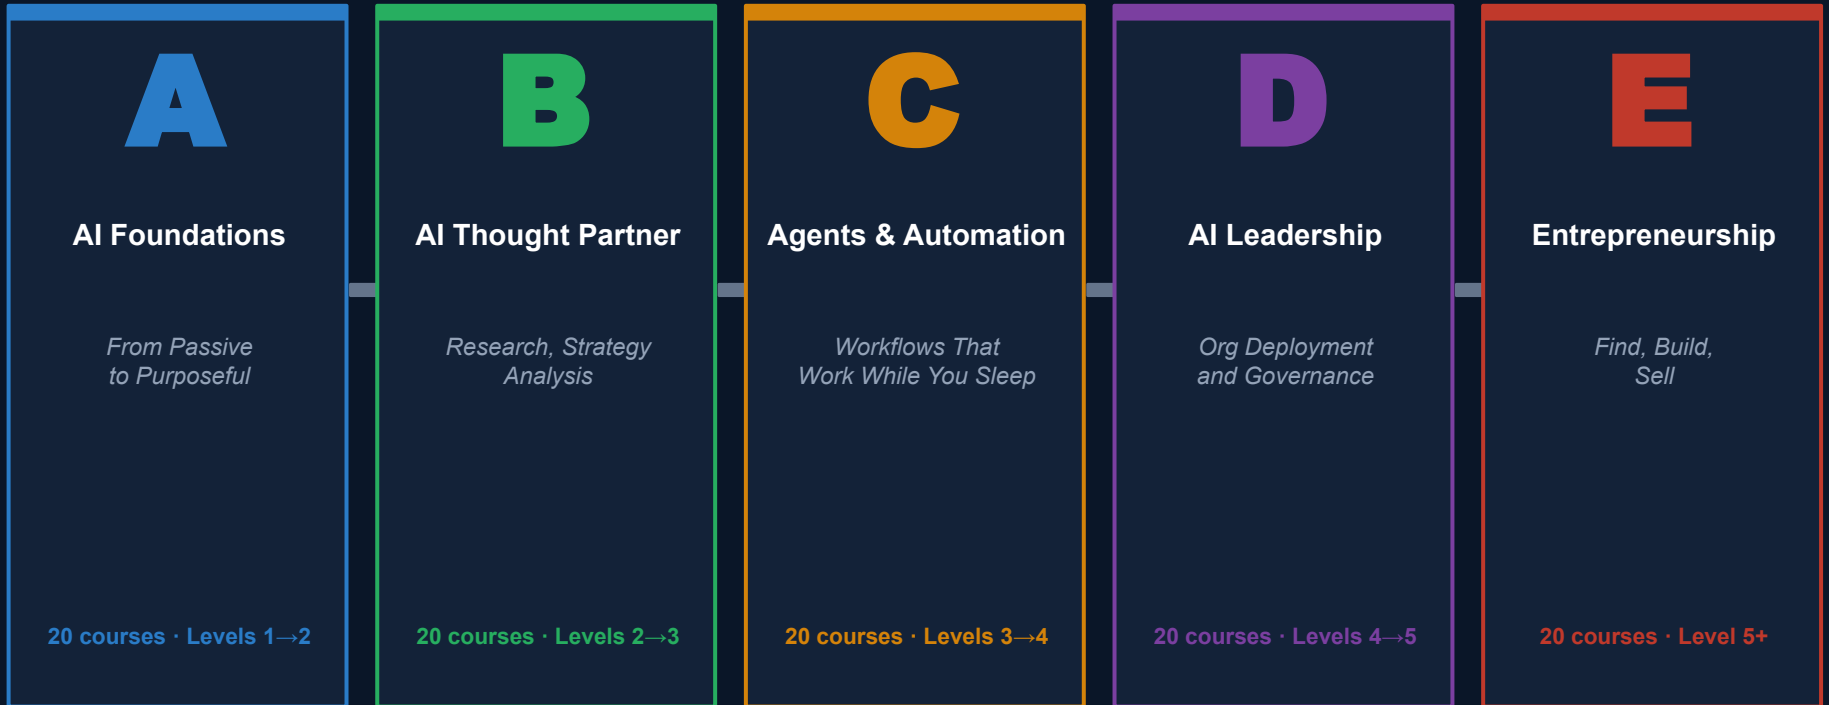 A
AI Foundations
From Passive
to Purposeful
20 courses · Levels 1→2
B
AI Thought Partner
Research, Strategy
Analysis
20 courses · Levels 2→3
C
Agents & Automation
Workflows That
Work While You Sleep
20 courses · Levels 3→4
D
AI Leadership
Org Deployment
and Governance
20 courses · Levels 4→5
E
Entrepreneurship
Find, Build,
Sell
20 courses · Level 5+